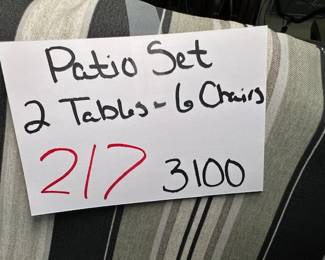 Patio Set
2 Tables - 6 Chairs
217 3100